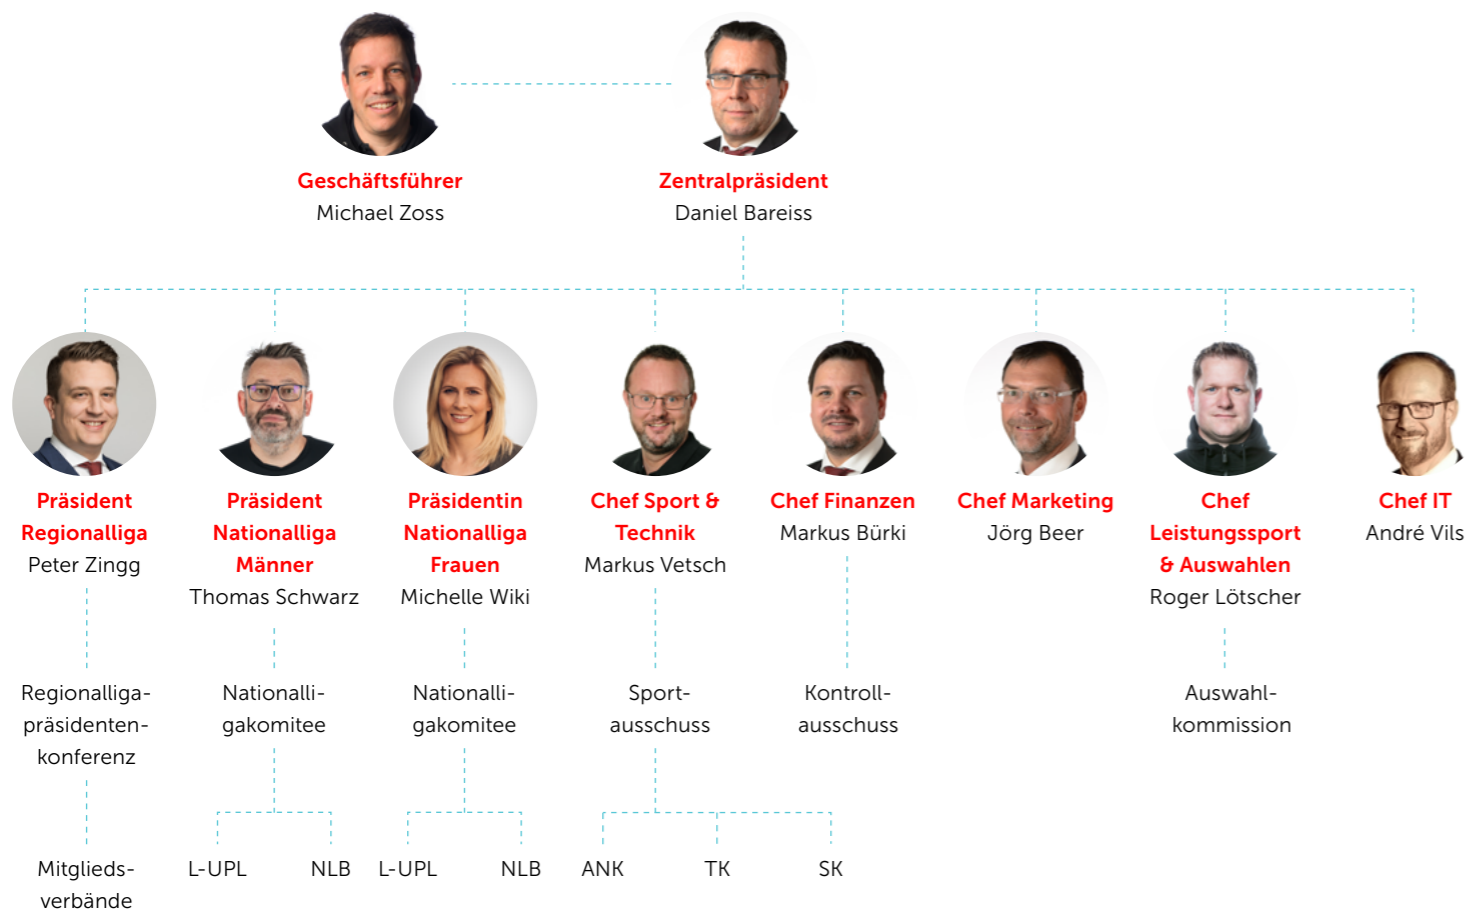 Geschäftsführer
Michael Zoss
Zentralpräsident
Daniel Bareiss
Präsident
Regionalliga
Peter Zingg
Präsident
Nationalliga
Männer
Thomas Schwarz
Präsidentin
Nationalliga
Frauen
Michelle Wiki
Chef Sport &
Technik
Markus Vetsch
Chef Finanzen
Markus Bürki
Chef Marketing
Jörg Beer
Chef
Leistungssport
& Auswahlen
Roger Lötscher
Chef IT
André Vils
Regionalliga-
präsidenten-
konferenz
Nationalli-
gakomitee
Nationalli-
gakomitee
Sport-
ausschuss
Kontroll-
ausschuss
Auswahl-
kommission
Mitglieds-
verbände
L-UPL
NLB
L-UPL
NLB
ANK
TK
SK